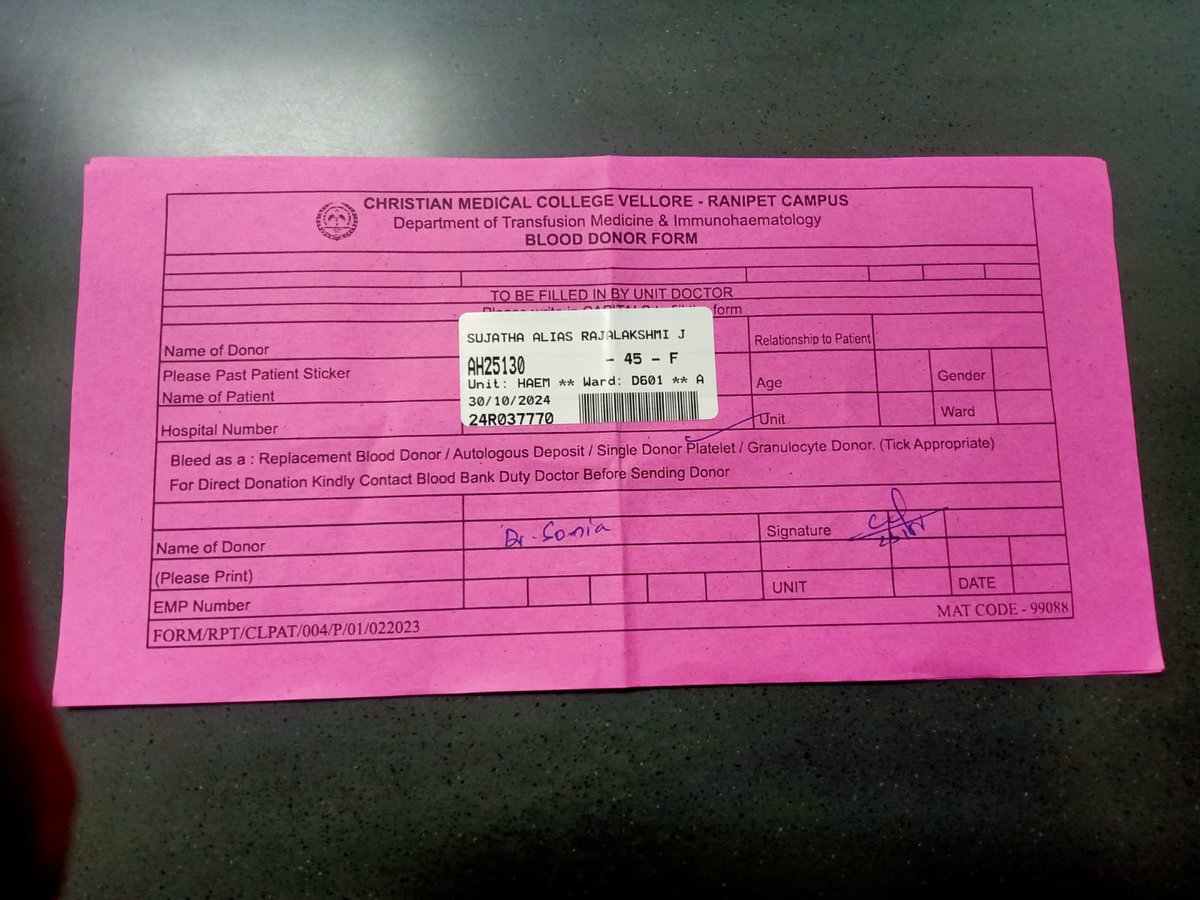 CHRISTIAN MEDICAL COLLEGE VELLORE - RANIPET CAMPUS
Department of Transfusion Medicine & Immunohaematology
BLOOD DONOR FORM
TO BE FILLED IN BY UNIT DOCTOR
Please write in form
SUJATHA ALIAS RAJALAKSHMI J
AH25130 - 45 - F
Unit: HAEM ** Ward: D601 ** A
30/10/2024
24R037770
Name of Donor Relationship to Patient
Please Past Patient Sticker
Name of Patient Age Gender
Hospital Number Unit Ward
Bleed as a : Replacement Blood Donor / Autologous Deposit / Single Donor Platelet / Granulocyte Donor. (Tick Appropriate)
For Direct Donation Kindly Contact Blood Bank Duty Doctor Before Sending Donor
Name of Donor Dr. Sonia Signature
(Please Print)
EMP Number UNIT DATE
FORM/RPT/CLPAT/004/P/01/022023 MAT CODE - 99088